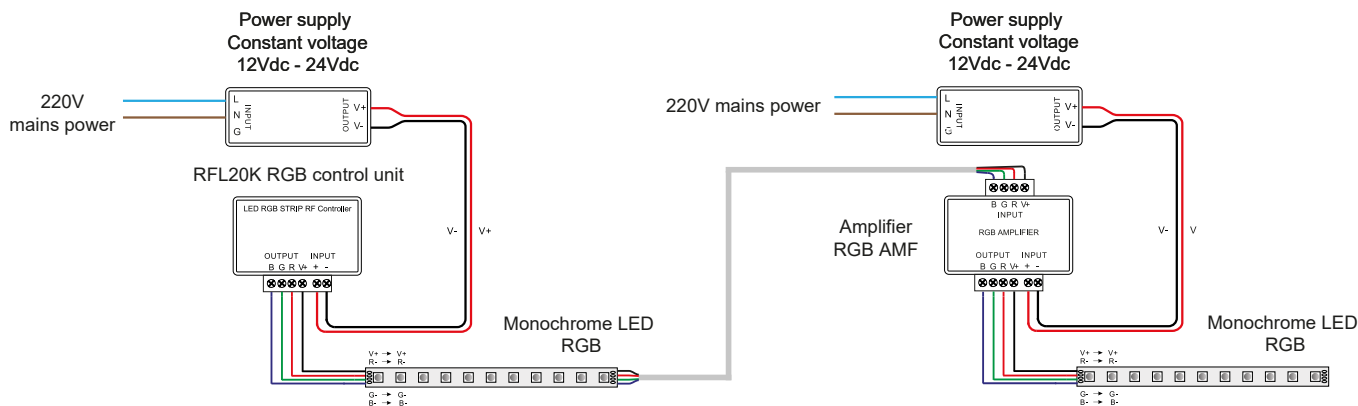 Power supply
Constant voltage
12Vdc - 24Vdc
220V
mains power
L
N
G
INPUT
OUTPUT
V+
V-
RFL20K RGB control unit
LED RGB STRIP RF Controller
OUTPUT INPUT
B G R V+ + -
V- V+
Monochrome LED
RGB
V+ → V+
R- → R-
G- → G-
B- → B-
Power supply
Constant voltage
12Vdc - 24Vdc
220V mains power
L
N
G
INPUT
OUTPUT
V+
V-
B G R V+
INPUT
Amplifier
RGB AMF
RGB AMPLIFIER
OUTPUT INPUT
B G R V+ + -
V- V
Monochrome LED
RGB
V+ → V+
R- → R-
G- → G-
B- → B-